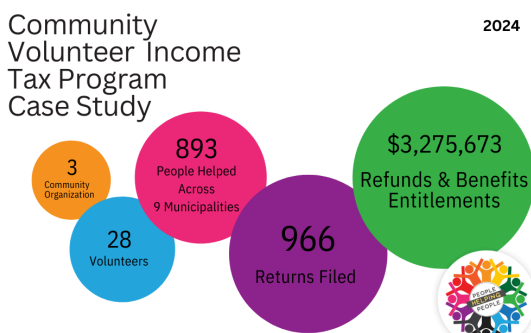 Community
Volunteer Income
Tax Program
Case Study
2024
3
Community
Organization
28
Volunteers
893
People Helped
Across
9 Municipalities
966
Returns Filed
$3,275,673
Refunds & Benefits
Entitlements
PEOPLE
HELPING
PEOPLE